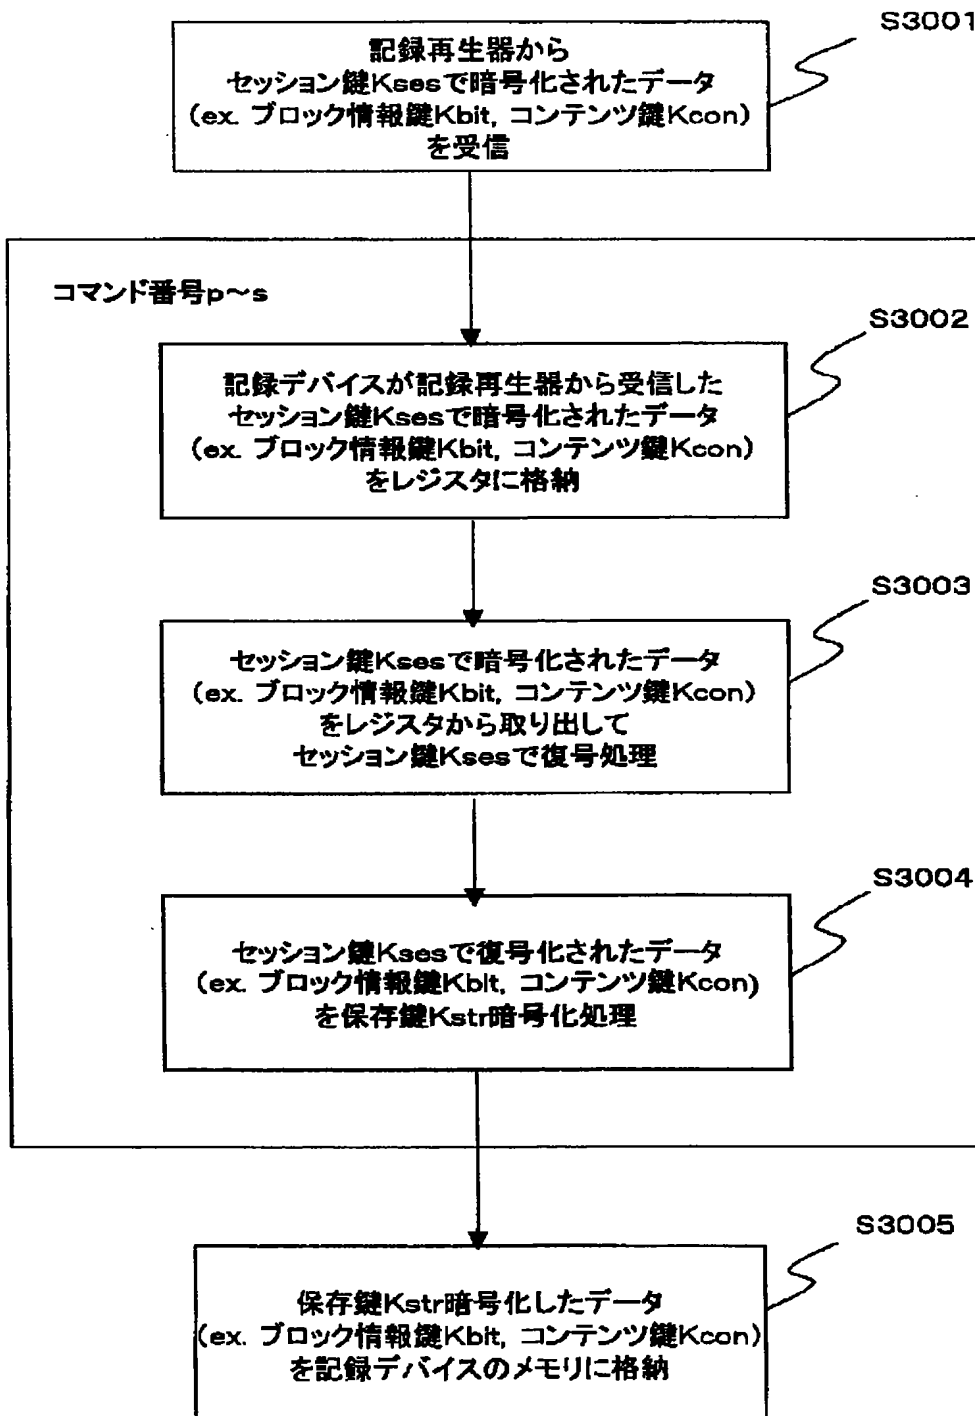 S3001
記録再生器から
セッション鍵Ksesで暗号化されたデータ
(ex. ブロック情報鍵Kbit, コンテンツ鍵Kcon)
を受信
コマンド番号p～s
S3002
記録デバイスが記録再生器から受信した
セッション鍵Ksesで暗号化されたデータ
(ex. ブロック情報鍵Kbit, コンテンツ鍵Kcon)
をレジスタに格納
S3003
セッション鍵Ksesで暗号化されたデータ
(ex. ブロック情報鍵Kbit, コンテンツ鍵Kcon)
をレジスタから取り出して
セッション鍵Ksesで復号処理
S3004
セッション鍵Ksesで復号化されたデータ
(ex. ブロック情報鍵Kbit, コンテンツ鍵Kcon)
を保存鍵Kstr暗号化処理
S3005
保存鍵Kstr暗号化したデータ
(ex. ブロック情報鍵Kbit, コンテンツ鍵Kcon)
を記録デバイスのメモリに格納